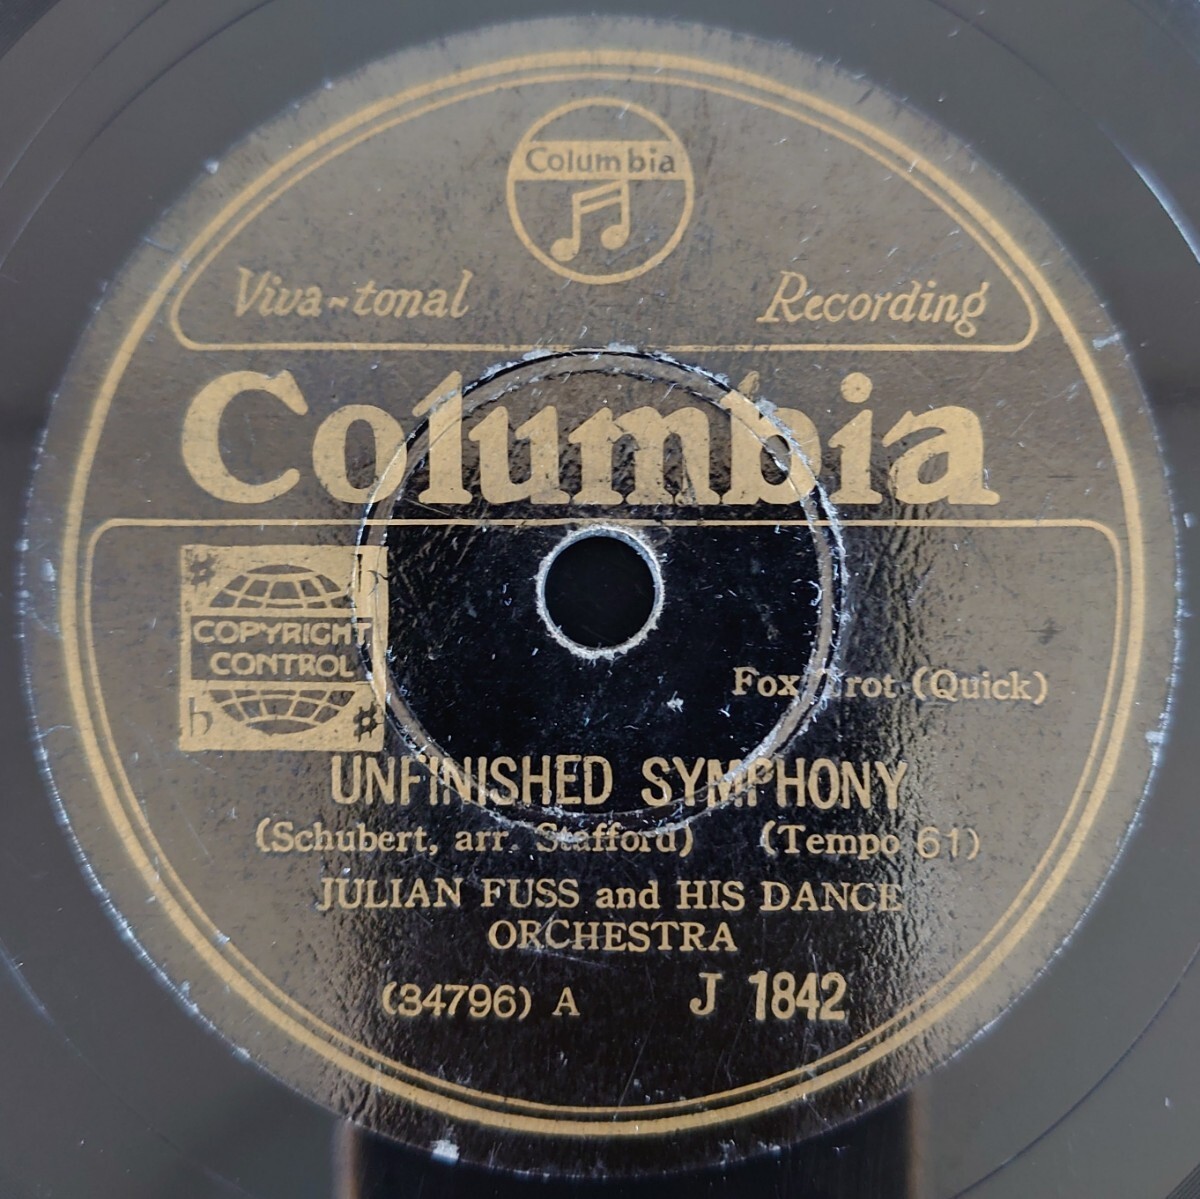 Columbia
Viva-tonal Recording
Columbia
COPYRIGHT
CONTROL
Fox Trot (Quick)
UNFINISHED SYMPHONY
(Schubert, arr. Stafford) (Tempo 61)
JULIAN FUSS and HIS DANCE
ORCHESTRA
(34796) A J 1842